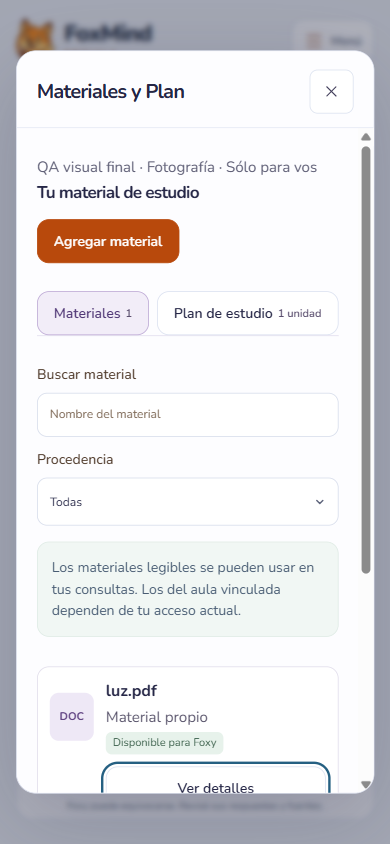 FoxMind
Menú
Materiales y Plan
QA visual final · Fotografía · Sólo para vos
Tu material de estudio
Agregar material
Materiales 1
Plan de estudio 1 unidad
Buscar material
Nombre del material
Procedencia
Todas
Los materiales legibles se pueden usar en
tus consultas. Los del aula vinculada
dependen de tu acceso actual.
DOC
luz.pdf
Material propio
Disponible para Foxy
Ver detalles